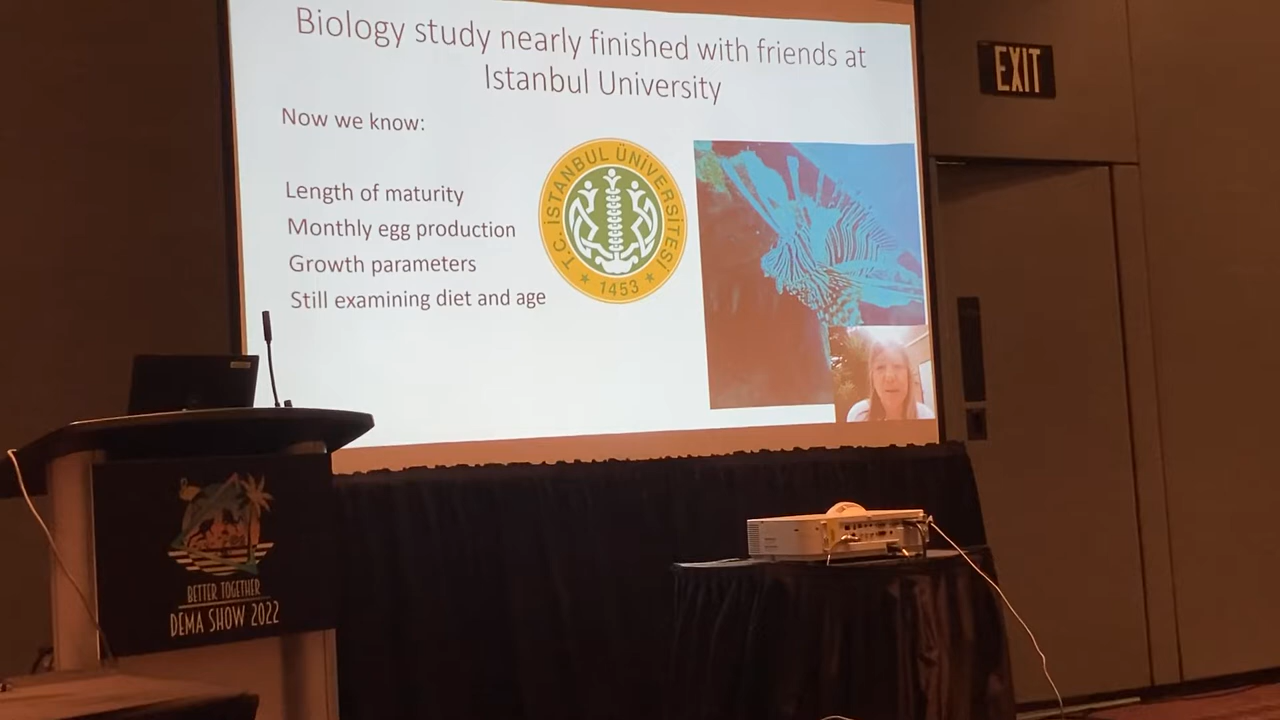 Biology study nearly finished with friends at
Istanbul University
Now we know:
Length of maturity
Monthly egg production
Growth parameters
Still examining diet and age
T.C. İSTANBUL ÜNİVERSİTESİ
★ 1453 ★
EXIT
BETTER TOGETHER
DEMA SHOW 2022